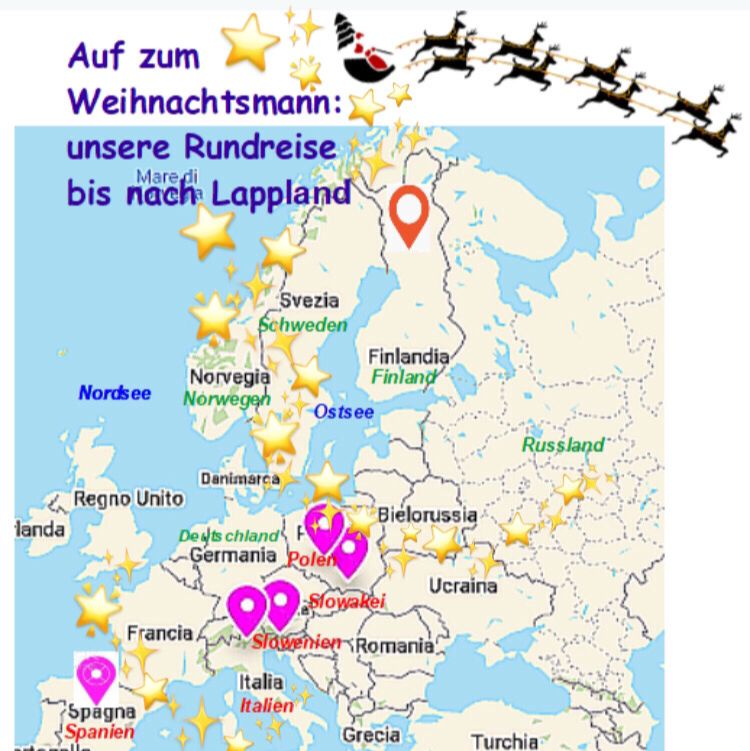 Auf zum
Weihnachtsmann:
unsere Rundreise
Mare di
bis nach Lappland
Svezia
Schweden
Finlandia
Finland
Norvegia
Norwegen
Nordsee
Ostsee
Russland
Danimarca
Regno Unito
Bielorussia
Deutschland
Germania
Polen
Ucraina
Slowakei
Francia
Slowenien
Romania
Italia
Italien
Spagna
Spanien
Grecia
Turchia